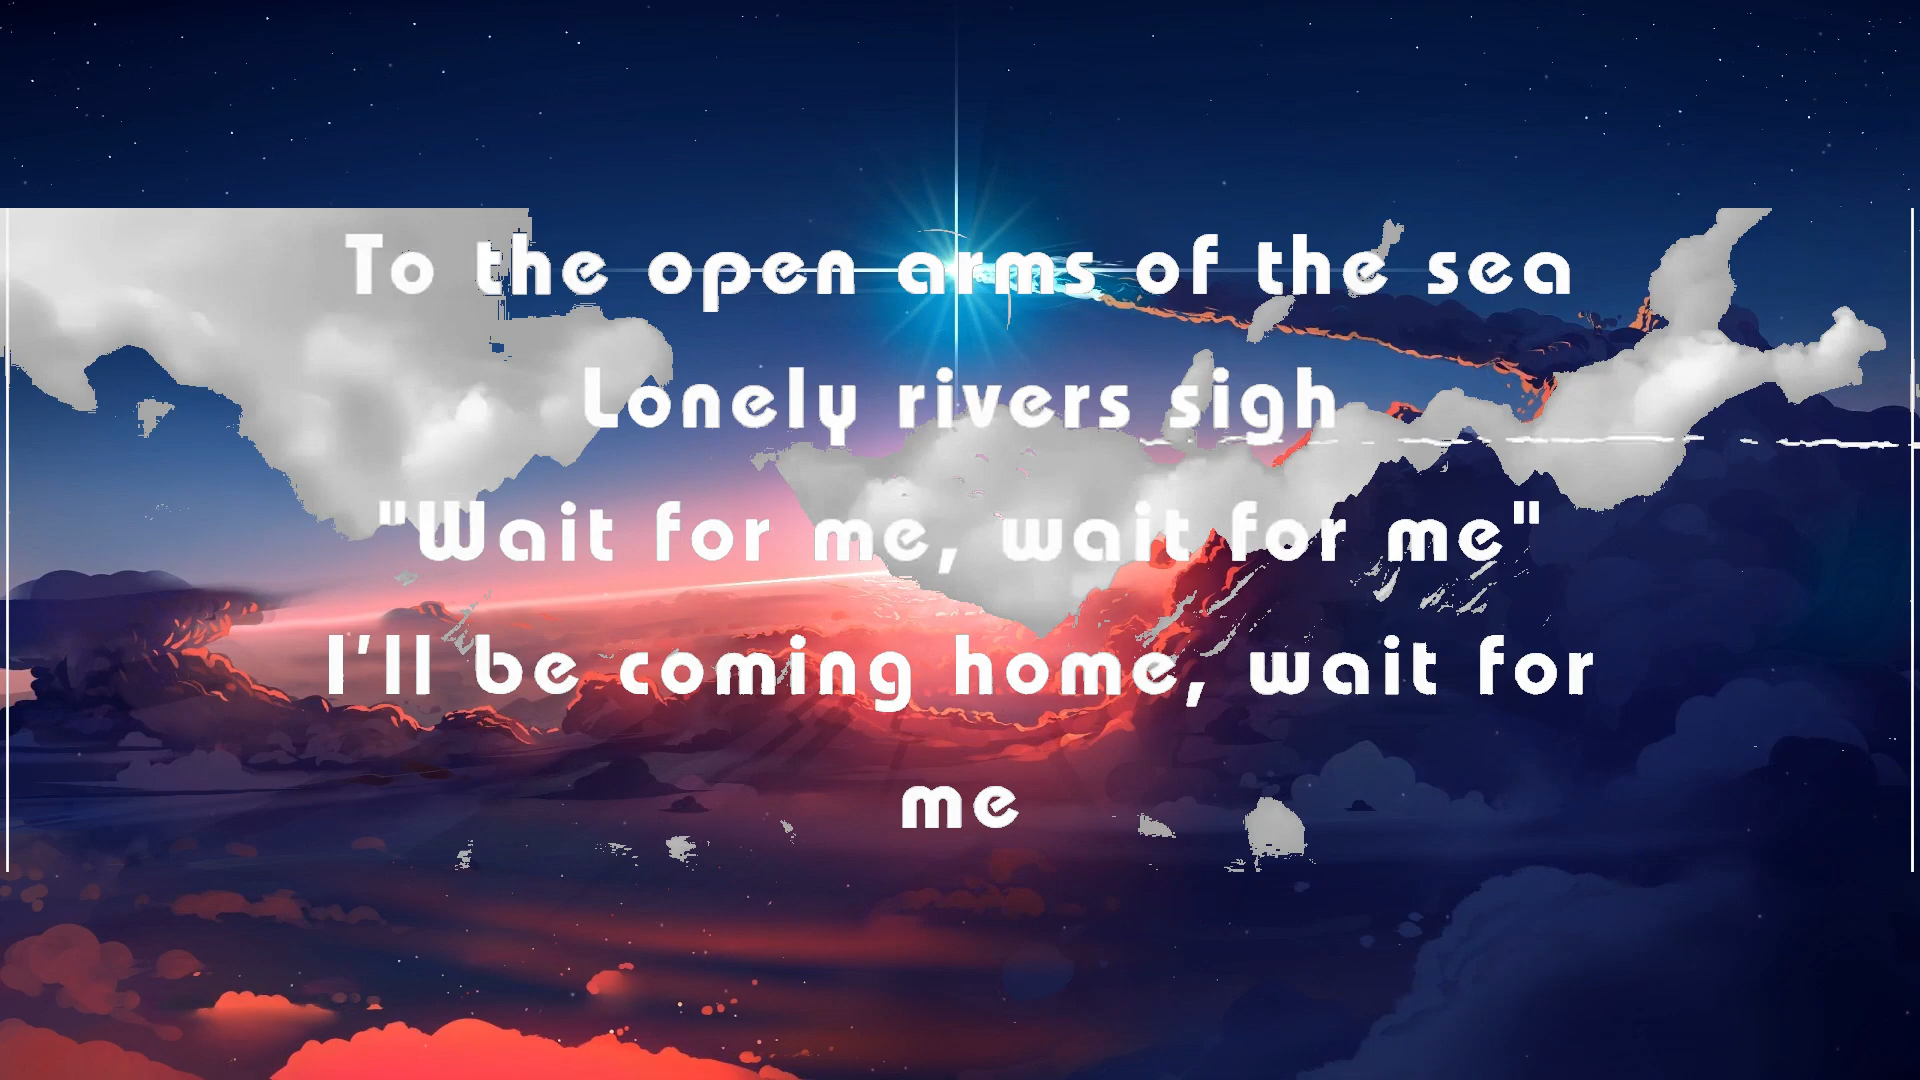 To the open arms of the sea
Lonely rivers sigh
"Wait for me, wait for me"
I'll be coming home, wait for
me